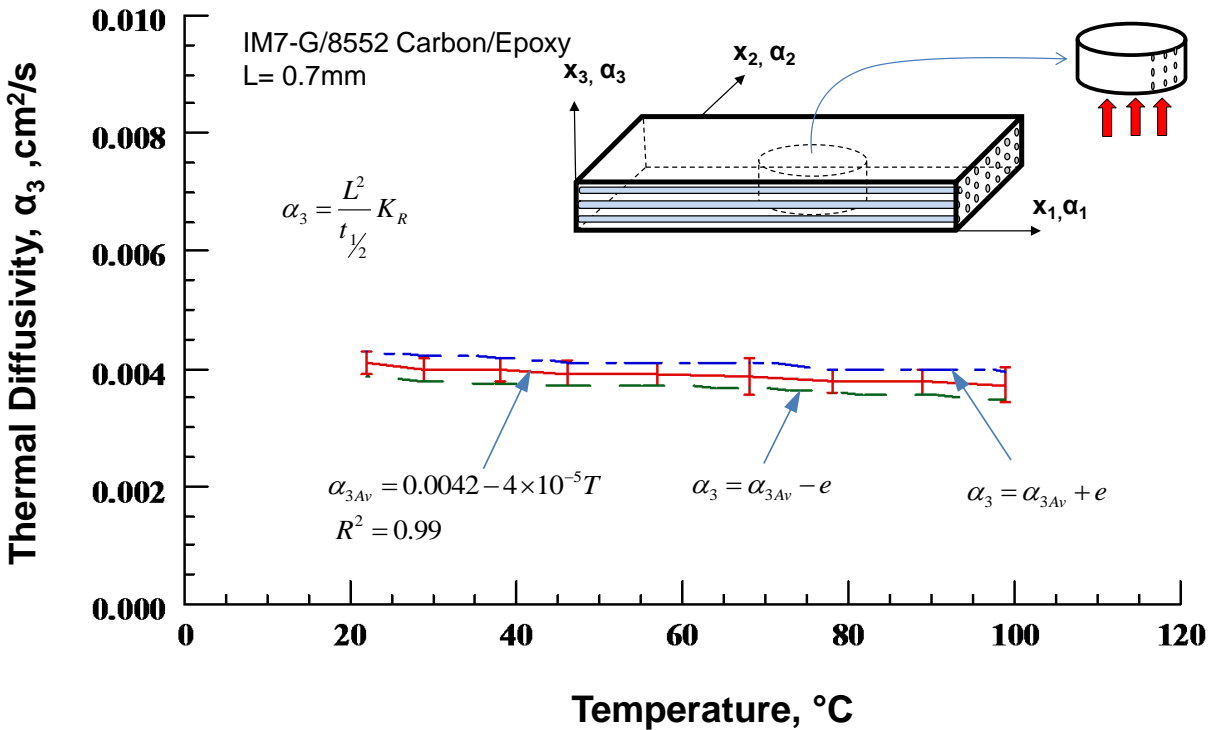 IM7-G/8552 Carbon/Epoxy
L= 0.7mm
x₃, α₃
x₂, α₂
x₁,α₁
α₃ = L²/t₁/₂ K_R
Thermal Diffusivity, α₃ ,cm²/s
0.010
0.008
0.006
0.004
0.002
0.000
α₃Av = 0.0042 − 4×10⁻⁵T
R² = 0.99
α₃ = α₃Av − e
α₃ = α₃Av + e
0
20
40
60
80
100
120
Temperature, °C